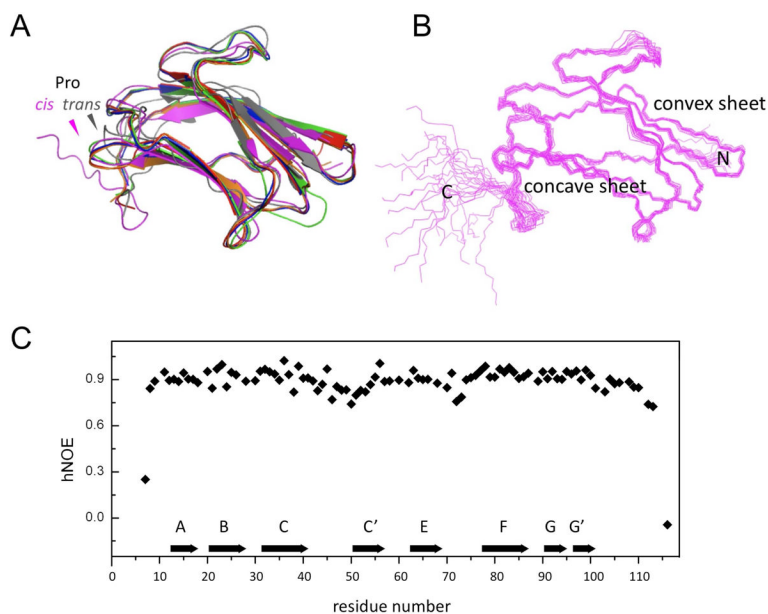 A
B
Pro
cis trans
convex sheet
N
C
concave sheet
C
hNOE
0.9
0.6
0.3
0.0
A B C C' E F G G'
0 10 20 30 40 50 60 70 80 90 100 110
residue number